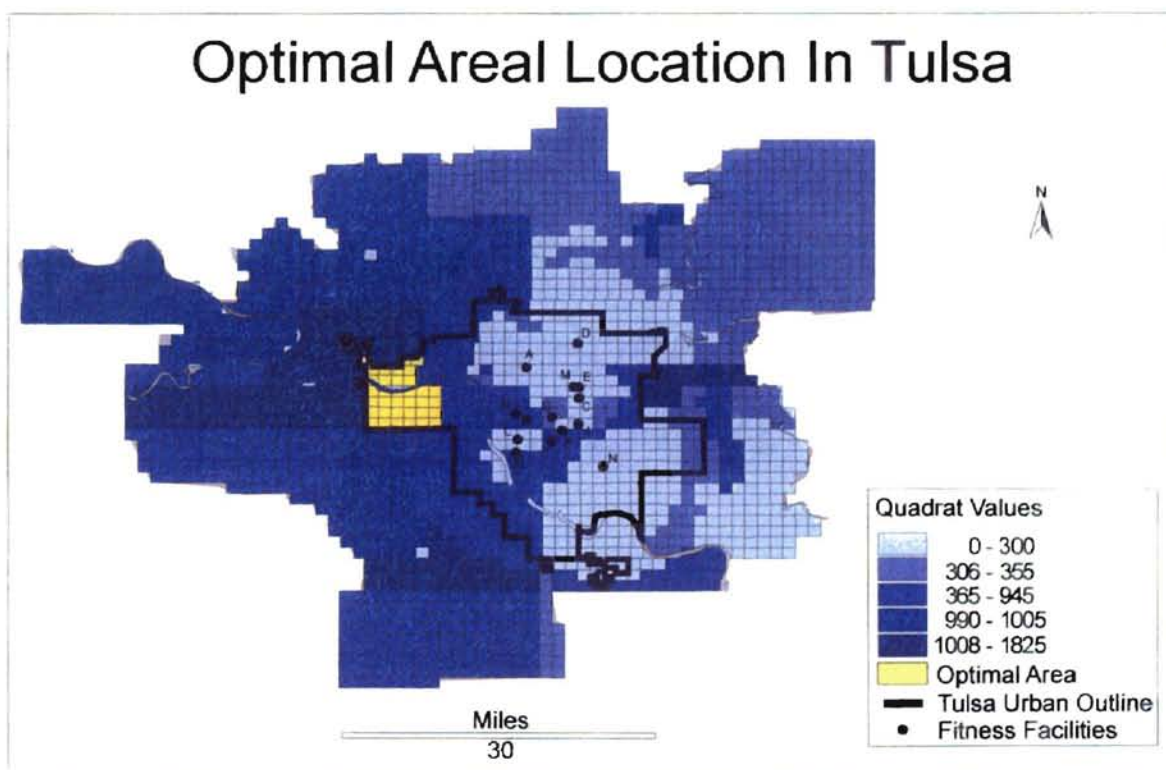 Optimal Areal Location In Tulsa
N
D
A
M E
C
L
N
Quadrat Values
0 - 300
306 - 355
365 - 945
990 - 1005
1008 - 1825
Optimal Area
Tulsa Urban Outline
Fitness Facilities
Miles
30